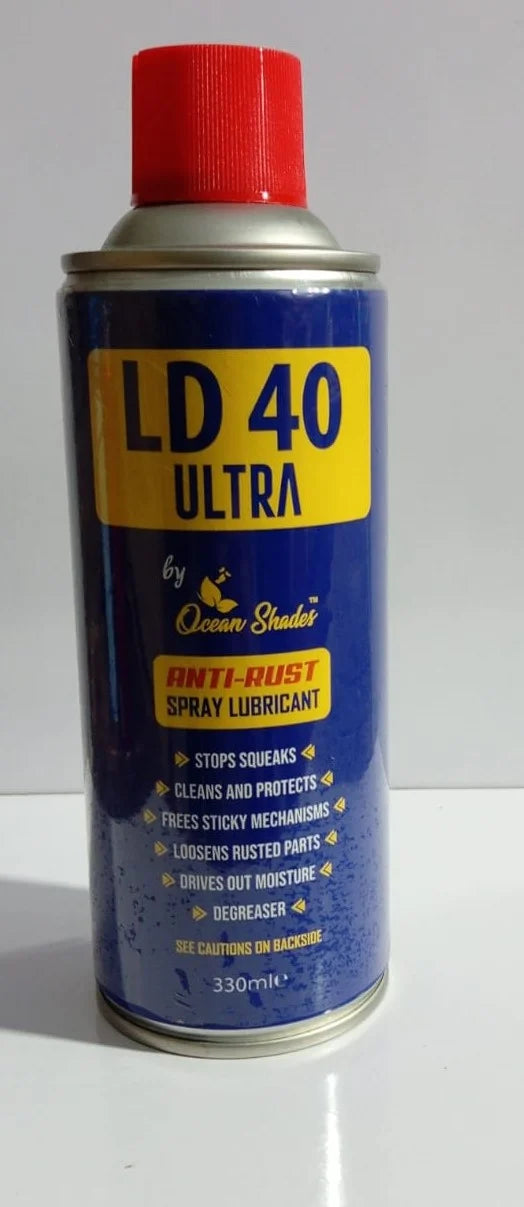 LD 40
ULTRA
by
Ocean Shades™
ANTI-RUST
SPRAY LUBRICANT
STOPS SQUEAKS
CLEANS AND PROTECTS
FREES STICKY MECHANISMS
LOOSENS RUSTED PARTS
DRIVES OUT MOISTURE
DEGREASER
SEE CAUTIONS ON BACKSIDE
330ml℮